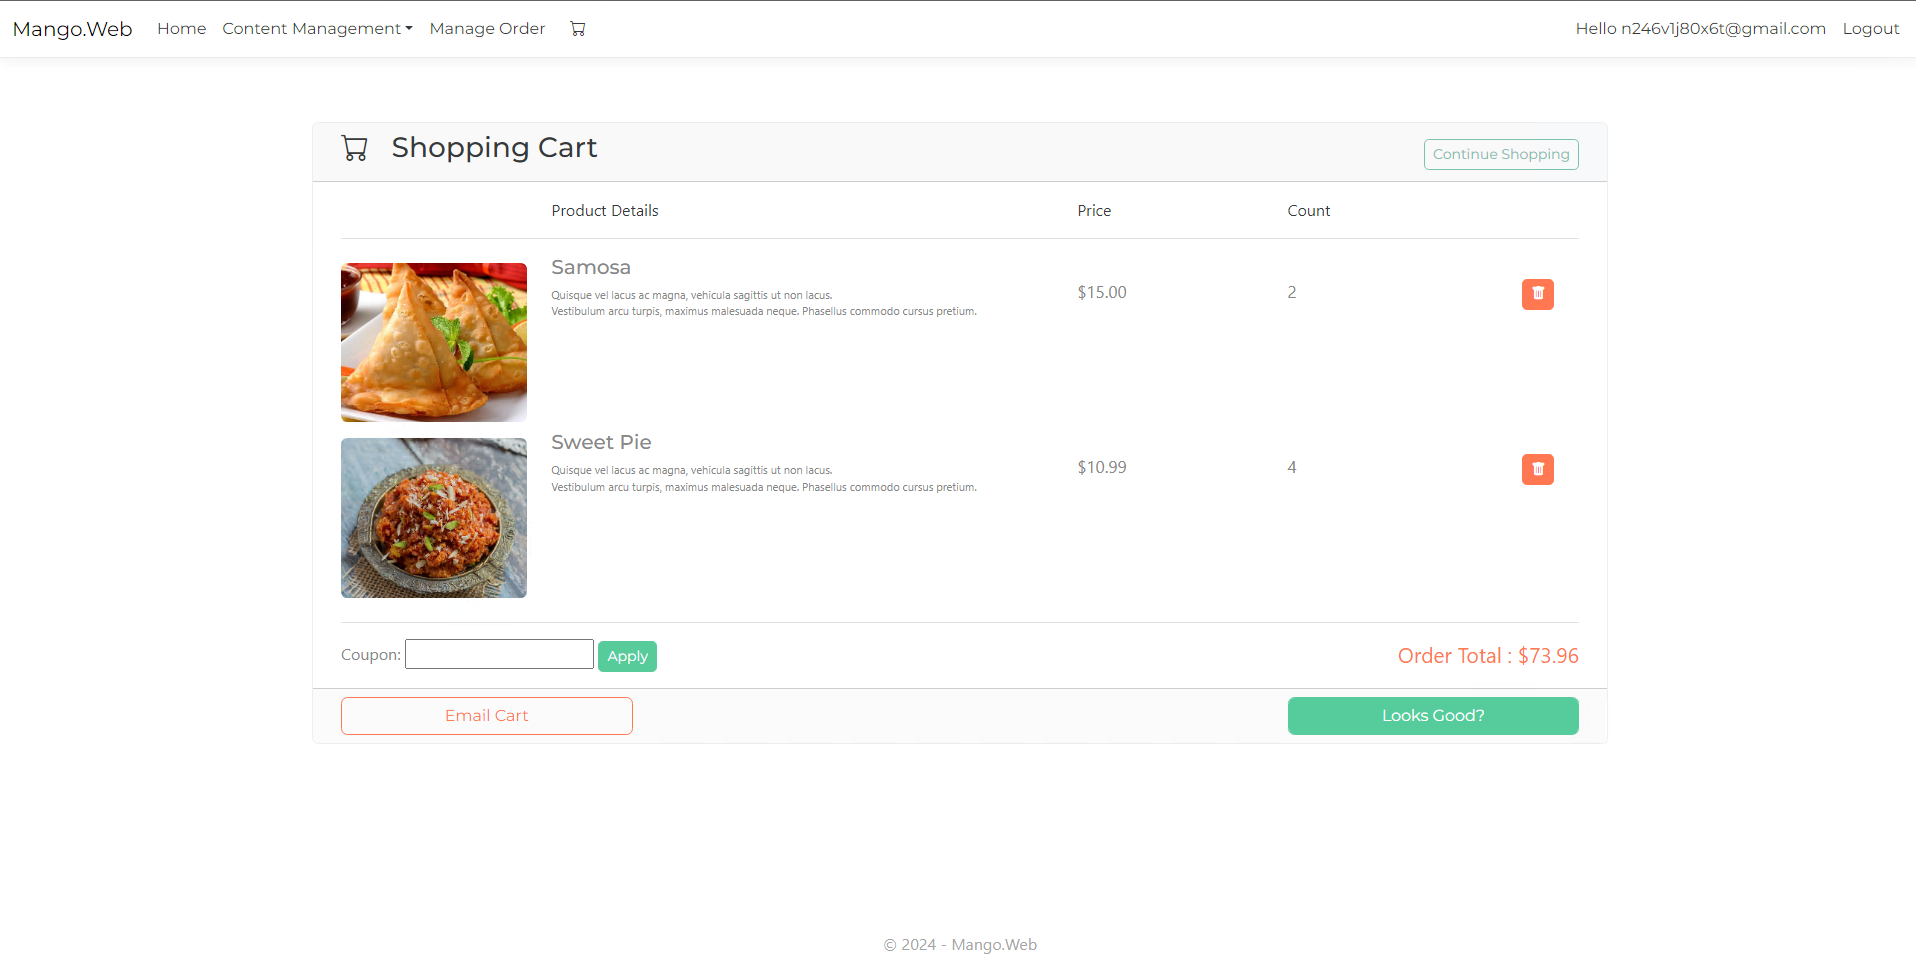 Mango.Web Home Content Management Manage Order Hello n246v1j80x6t@gmail.com Logout
Shopping Cart Continue Shopping
Product Details Price Count
Samosa
Quisque vel lacus ac magna, vehicula sagittis ut non lacus.
Vestibulum arcu turpis, maximus malesuada neque. Phasellus commodo cursus pretium.
$15.00 2
Sweet Pie
Quisque vel lacus ac magna, vehicula sagittis ut non lacus.
Vestibulum arcu turpis, maximus malesuada neque. Phasellus commodo cursus pretium.
$10.99 4
Coupon: Apply Order Total : $73.96
Email Cart Looks Good?
© 2024 - Mango.Web